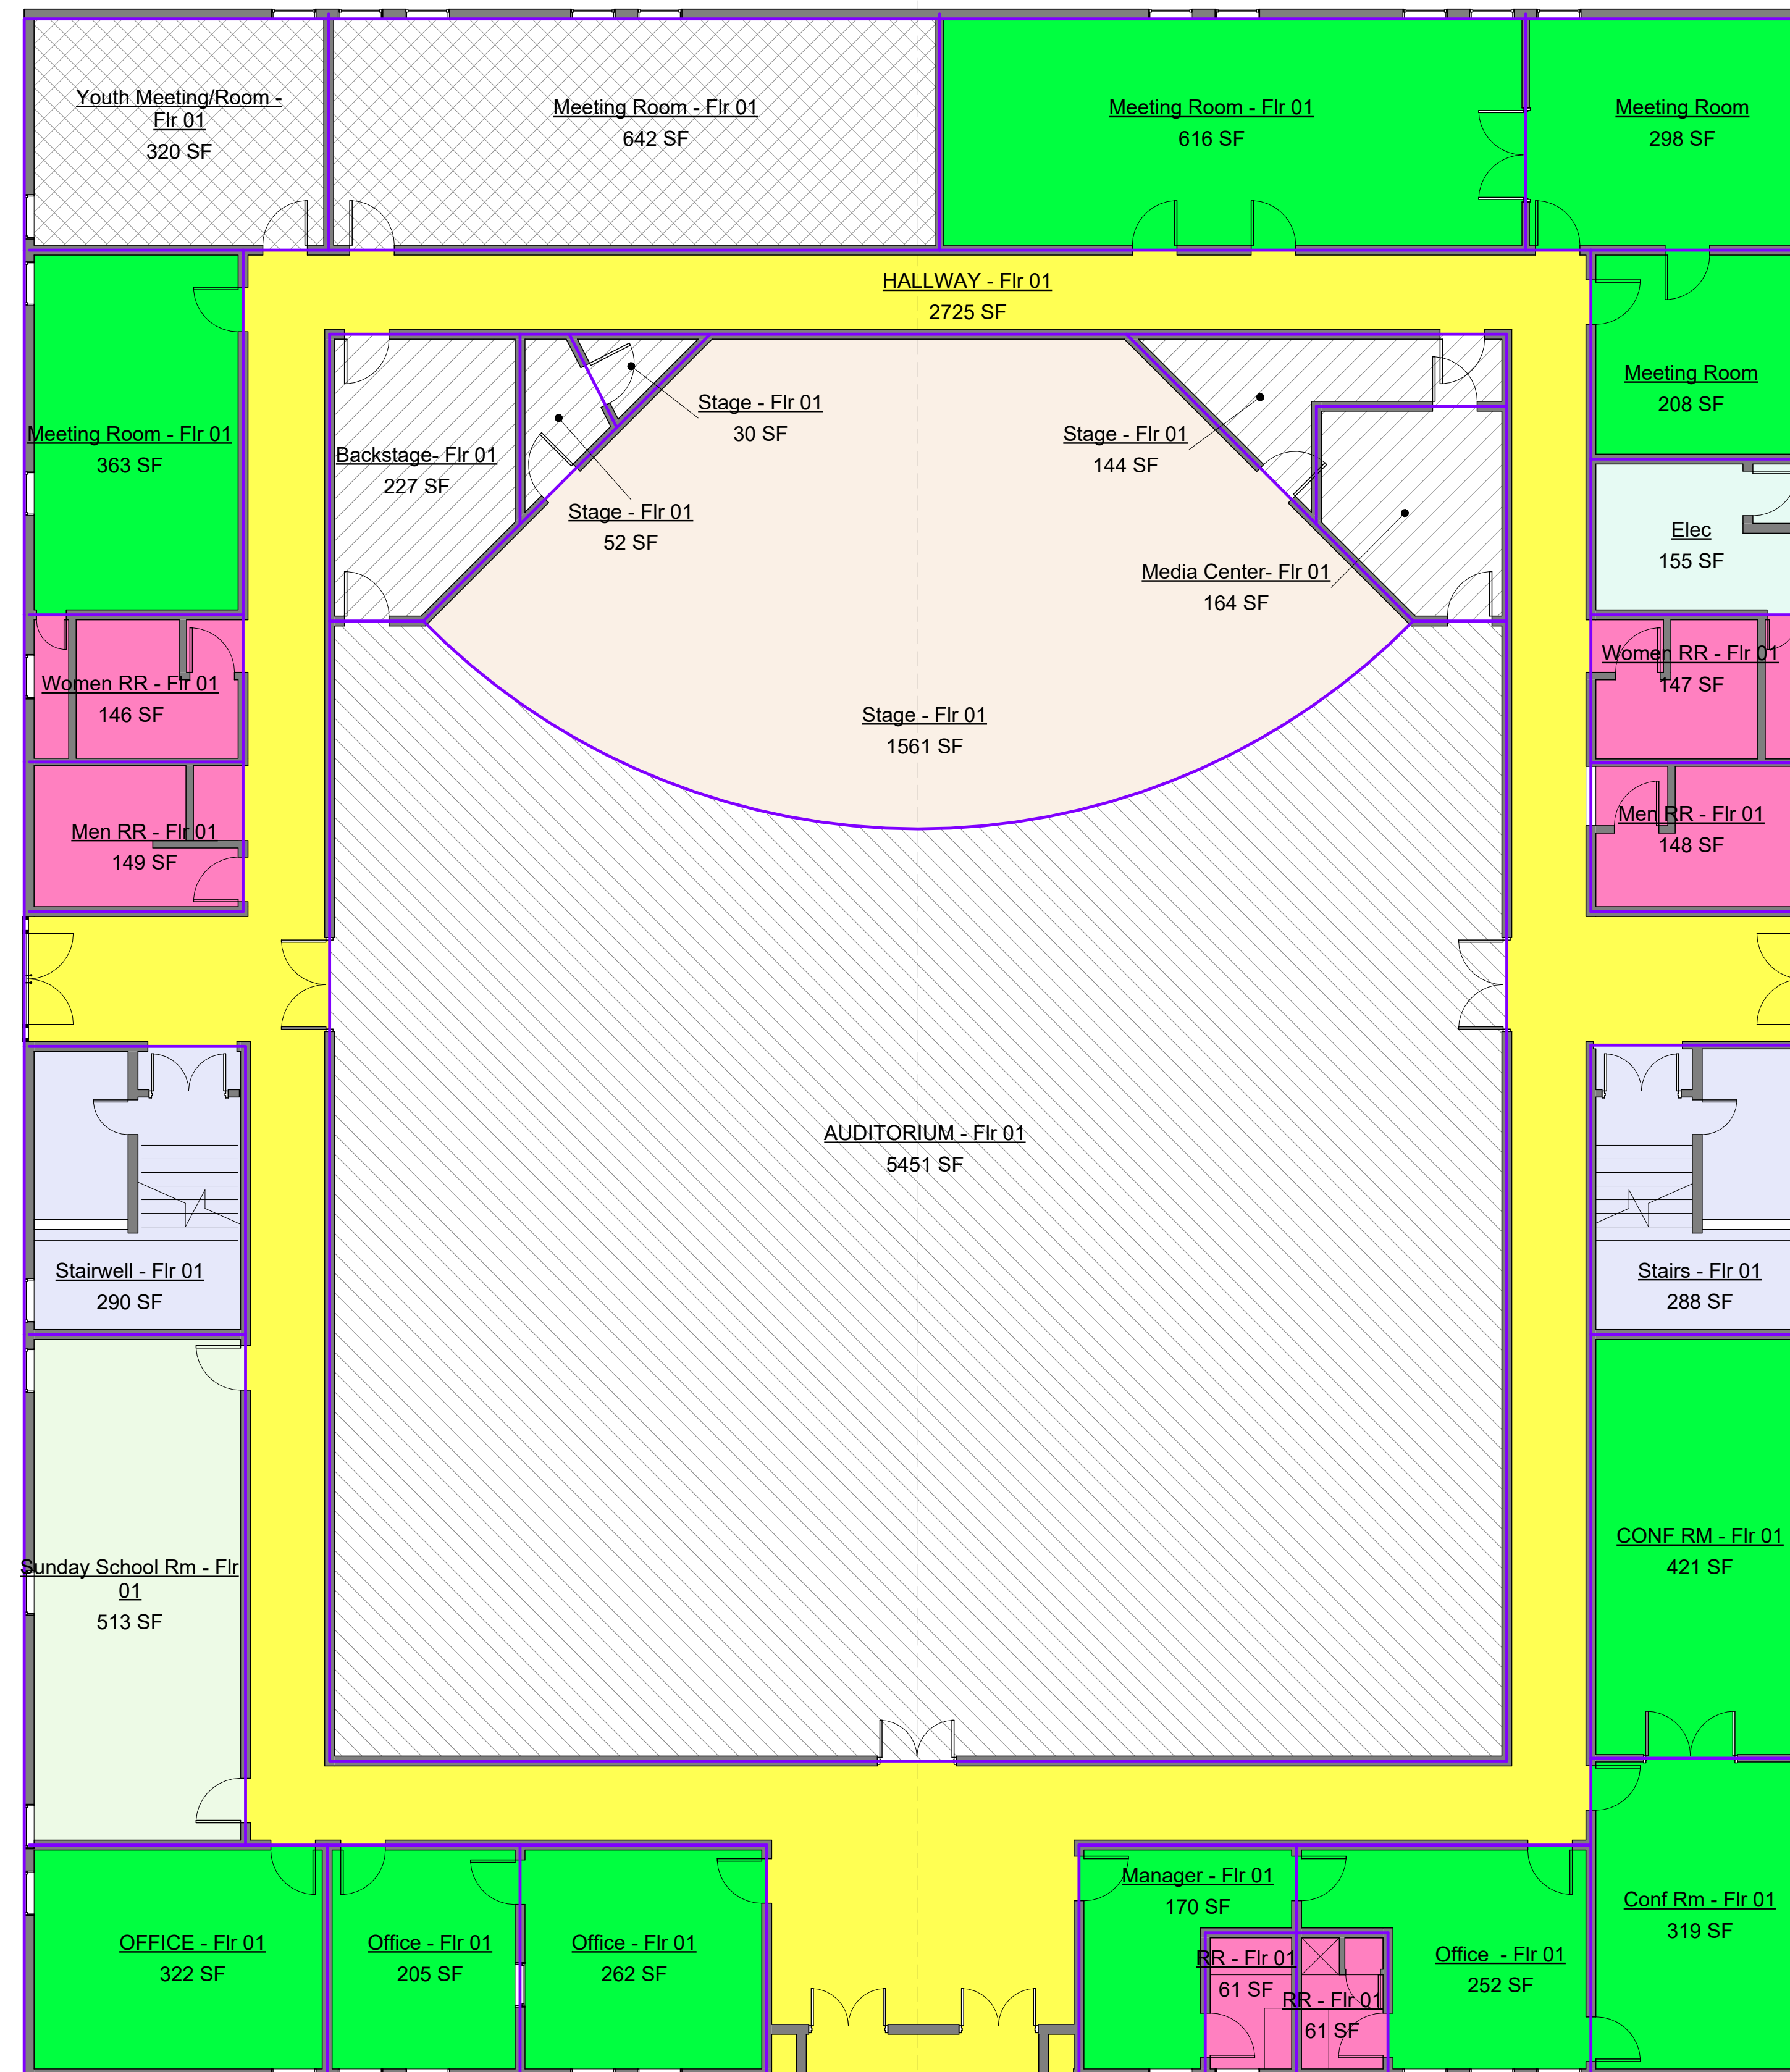 Youth Meeting/Room -
Flr 01
320 SF
Meeting Room - Flr 01
642 SF
Meeting Room - Flr 01
616 SF
Meeting Room
298 SF
HALLWAY - Flr 01
2725 SF
Meeting Room - Flr 01
363 SF
Backstage- Flr 01
227 SF
Stage - Flr 01
30 SF
Stage - Flr 01
52 SF
Stage - Flr 01
144 SF
Media Center- Flr 01
164 SF
Meeting Room
208 SF
Elec
155 SF
Women RR - Flr 01
146 SF
Stage - Flr 01
1561 SF
Women RR - Flr 01
147 SF
Men RR - Flr 01
149 SF
Men RR - Flr 01
148 SF
AUDITORIUM - Flr 01
5451 SF
Stairwell - Flr 01
290 SF
Stairs - Flr 01
288 SF
Sunday School Rm - Flr
01
513 SF
CONF RM - Flr 01
421 SF
OFFICE - Flr 01
322 SF
Office - Flr 01
205 SF
Office - Flr 01
262 SF
Manager - Flr 01
170 SF
RR - Flr 01
61 SF
RR - Flr 01
61 SF
Office - Flr 01
252 SF
Conf Rm - Flr 01
319 SF